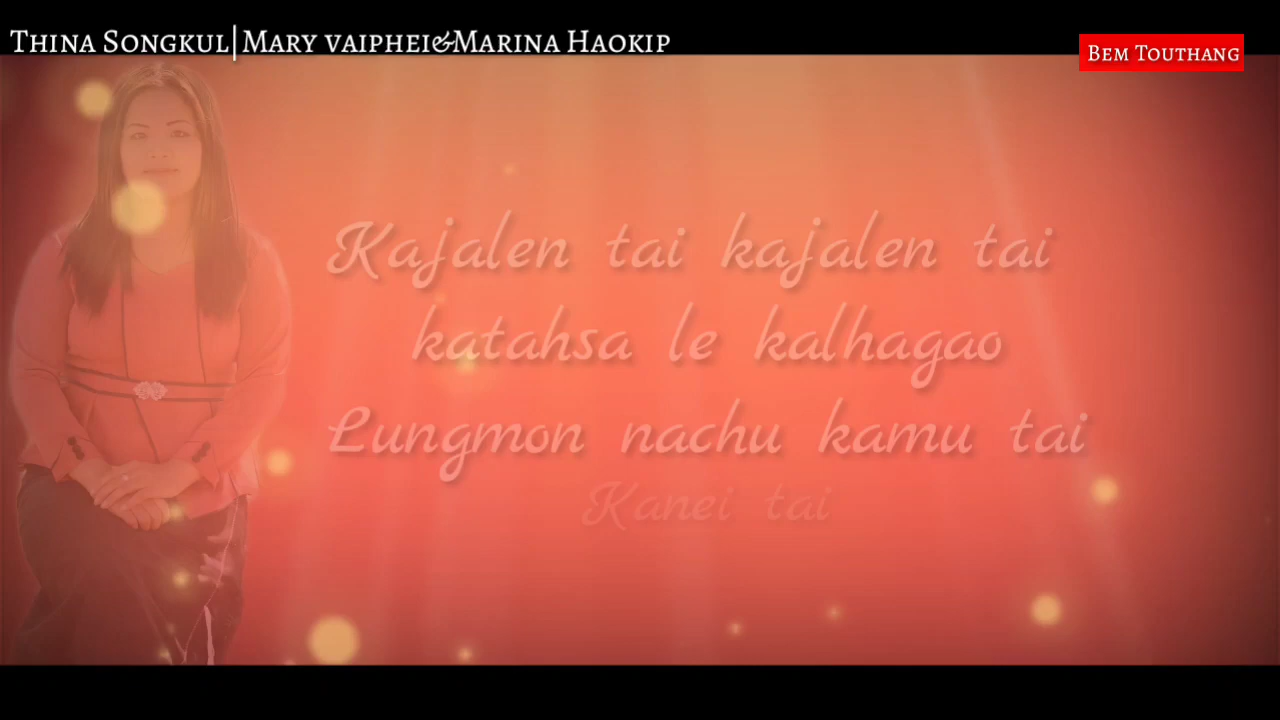 Thina Songkul|Mary vaiphei&Marina Haokip
Bem Touthang
Kajalen tai kajalen tai
katahsa le kalhagao
Lungmon nachu kamu tai
Kanei tai